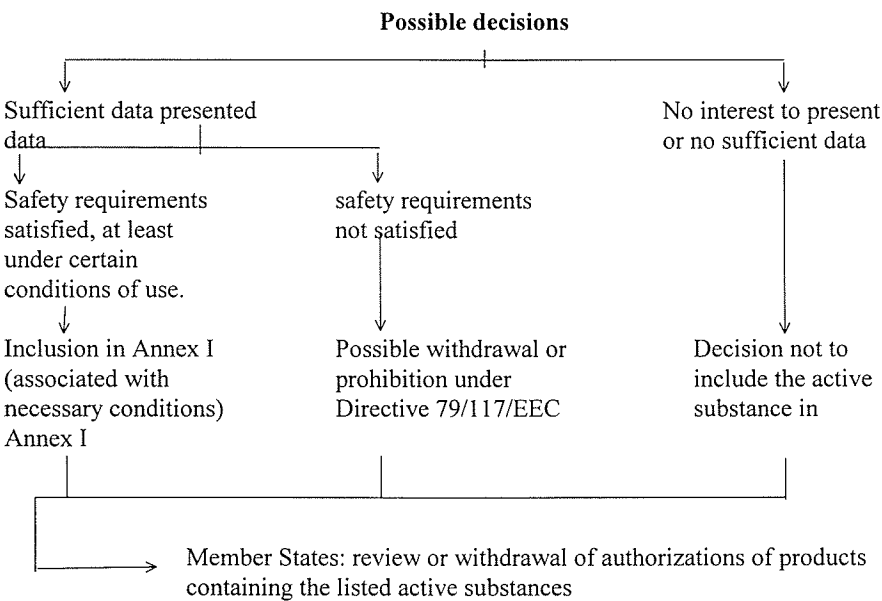 Possible decisions
Sufficient data presented
data
No interest to present
or no sufficient data
Safety requirements
satisfied, at least
under certain
conditions of use.
safety requirements
not satisfied
Inclusion in Annex I
(associated with
necessary conditions)
Annex I
Possible withdrawal or
prohibition under
Directive 79/117/EEC
Decision not to
include the active
substance in
Member States: review or withdrawal of authorizations of products
containing the listed active substances